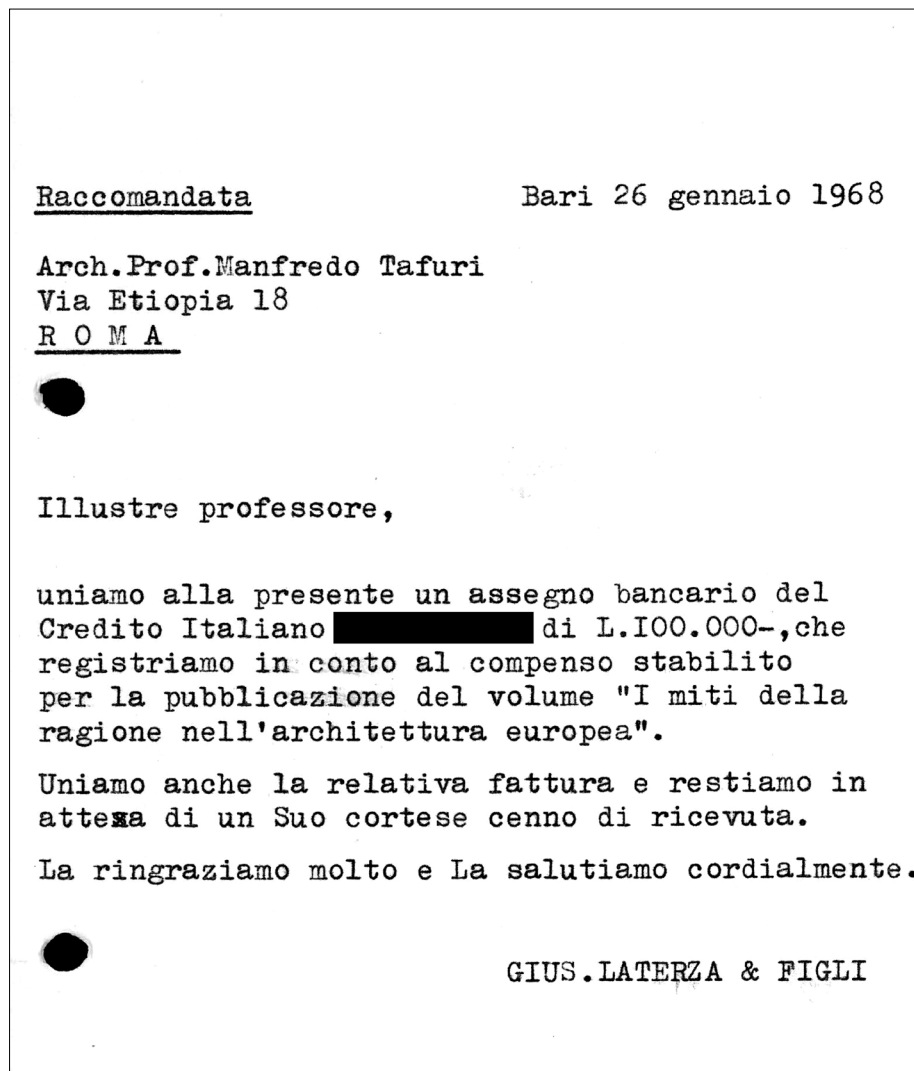 Raccomandata Bari 26 gennaio 1968
Arch.Prof.Manfredo Tafuri
Via Etiopia 18
R O M A
Illustre professore,
uniamo alla presente un assegno bancario del
Credito Italiano di L.I00.000-,che
registriamo in conto al compenso stabilito
per la pubblicazione del volume "I miti della
ragione nell'architettura europea".
Uniamo anche la relativa fattura e restiamo in
attesa di un Suo cortese cenno di ricevuta.
La ringraziamo molto e La salutiamo cordialmente.
GIUS.LATERZA & FIGLI